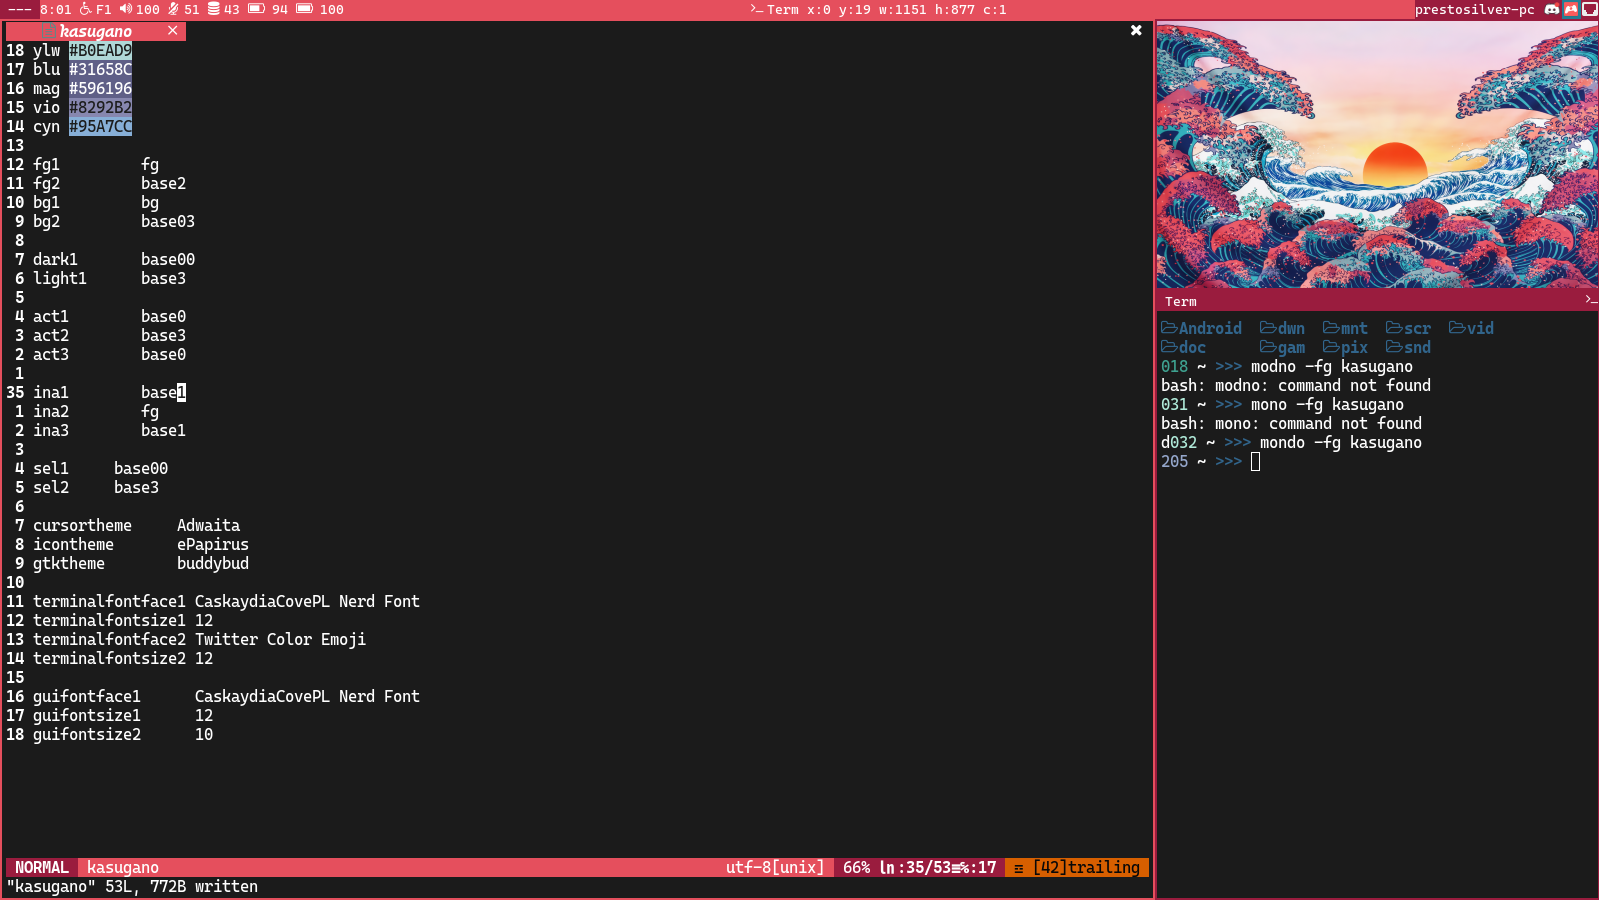 --- 8:01 F1 100 51 43 94 100
>_ Term x:0 y:19 w:1151 h:877 c:1
prestosilver-pc
kasugano ×
18 ylw #B0EAD9
17 blu #31658C
16 mag #596196
15 vio #8292B2
14 cyn #95A7CC
13
12 fg1 fg
11 fg2 base2
10 bg1 bg
9 bg2 base03
8
7 dark1 base00
6 light1 base3
5
4 act1 base0
3 act2 base3
2 act3 base0
1
35 ina1 base1
1 ina2 fg
2 ina3 base1
3
4 sel1 base00
5 sel2 base3
6
7 cursortheme Adwaita
8 icontheme ePapirus
9 gtktheme buddybud
10
11 terminalfontface1 CaskaydiaCovePL Nerd Font
12 terminalfontsize1 12
13 terminalfontface2 Twitter Color Emoji
14 terminalfontsize2 12
15
16 guifontface1 CaskaydiaCovePL Nerd Font
17 guifontsize1 12
18 guifontsize2 10
NORMAL kasugano utf-8[unix] 66% ln:35/53≡%:17 ☲ [42]trailing
"kasugano" 53L, 772B written
Term >_
Android dwn mnt scr vid
doc gam pix snd
018 ~ >>> modno -fg kasugano
bash: modno: command not found
031 ~ >>> mono -fg kasugano
bash: mono: command not found
d032 ~ >>> mondo -fg kasugano
205 ~ >>>